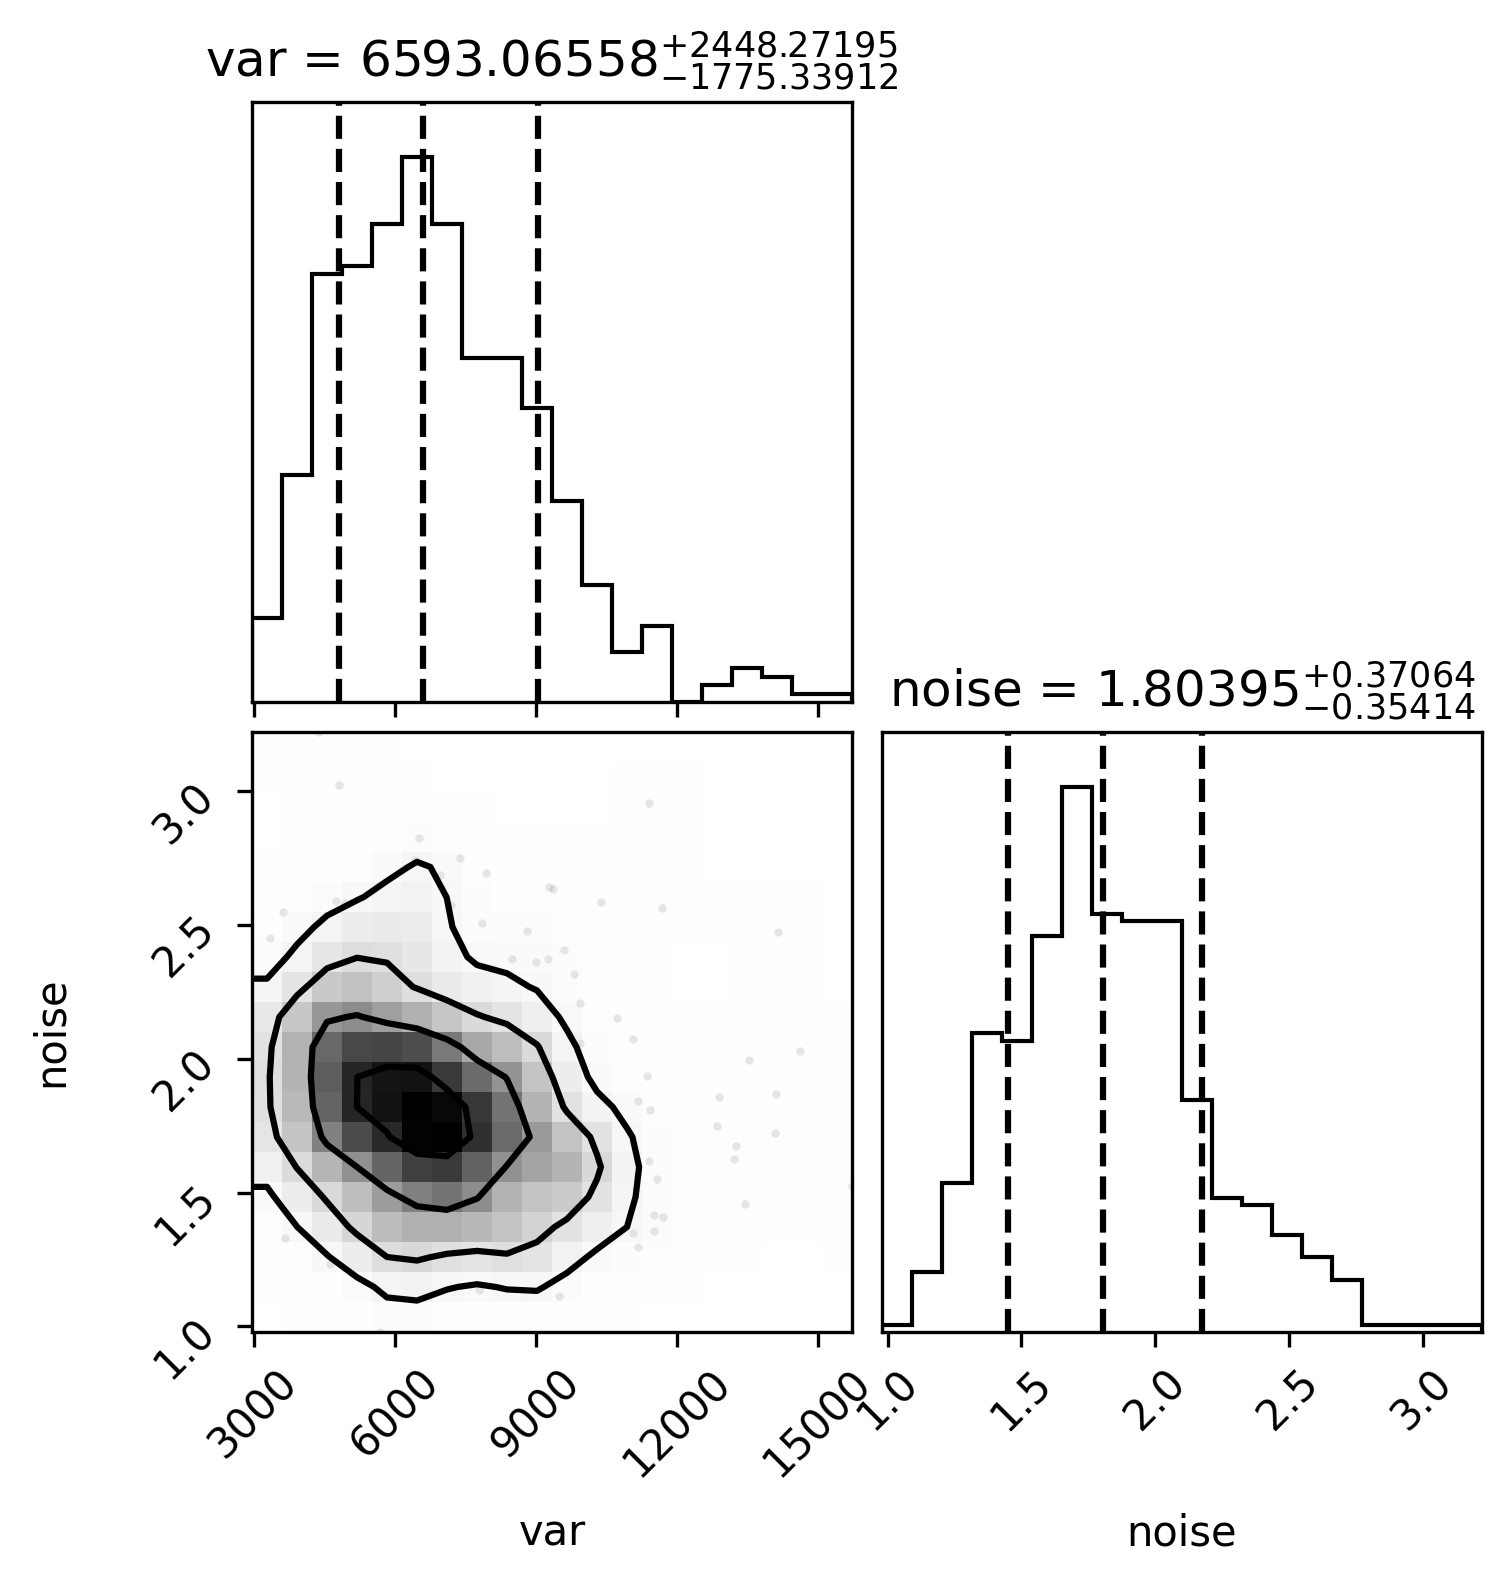 var = 6593.06558+2448.27195−1775.33912
noise = 1.80395+0.37064−0.35414
3.0
2.5
2.0
1.5
1.0
noise
3000 6000 9000 12000 15000
1.0 1.5 2.0 2.5 3.0
var
noise